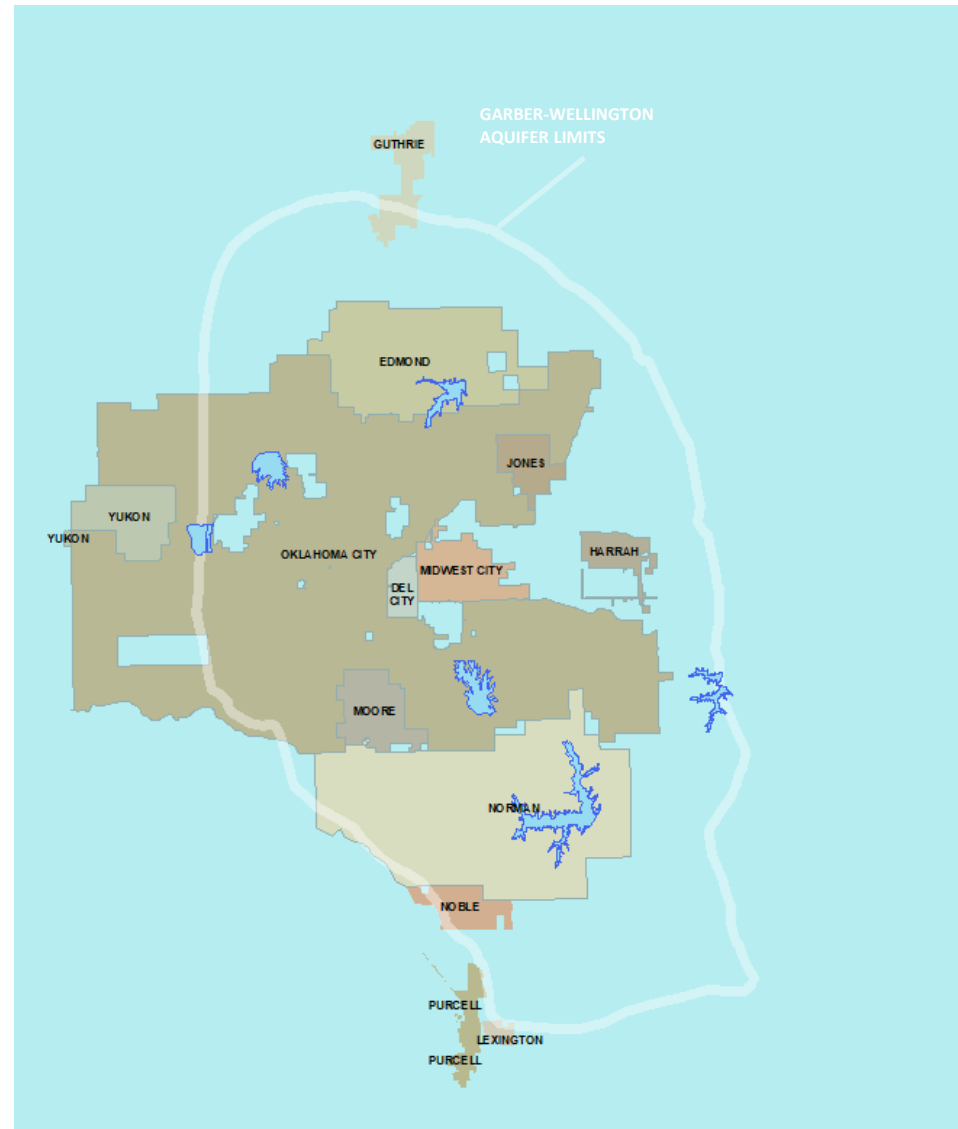 GARBER-WELLINGTON
AQUIFER LIMITS
GUTHRIE
EDMOND
JONES
YUKON
YUKON
OKLAHOMA CITY
HARRAH
MIDWEST CITY
DEL
CITY
MOORE
NORMAN
NOBLE
PURCELL
LEXINGTON
PURCELL